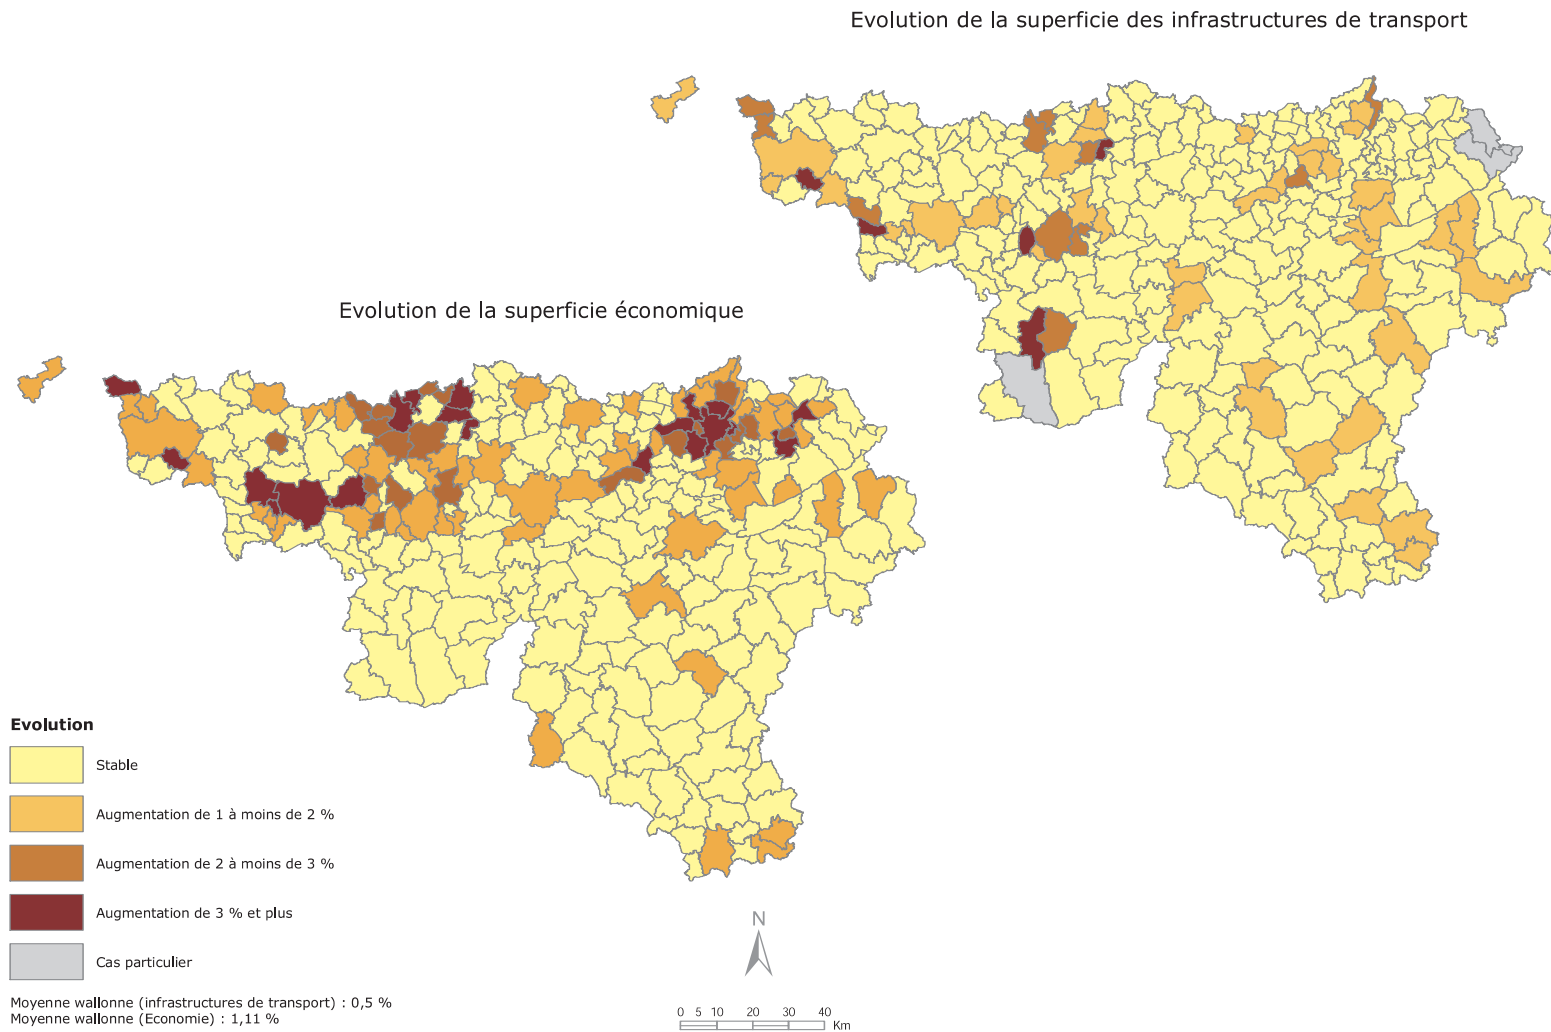 Evolution de la superficie des infrastructures de transport
Evolution de la superficie économique
Evolution
Stable
Augmentation de 1 à moins de 2 %
Augmentation de 2 à moins de 3 %
Augmentation de 3 % et plus
Cas particulier
Moyenne wallonne (infrastructures de transport) : 0,5 %
Moyenne wallonne (Economie) : 1,11 %
N
0 5 10 20 30 40
Km